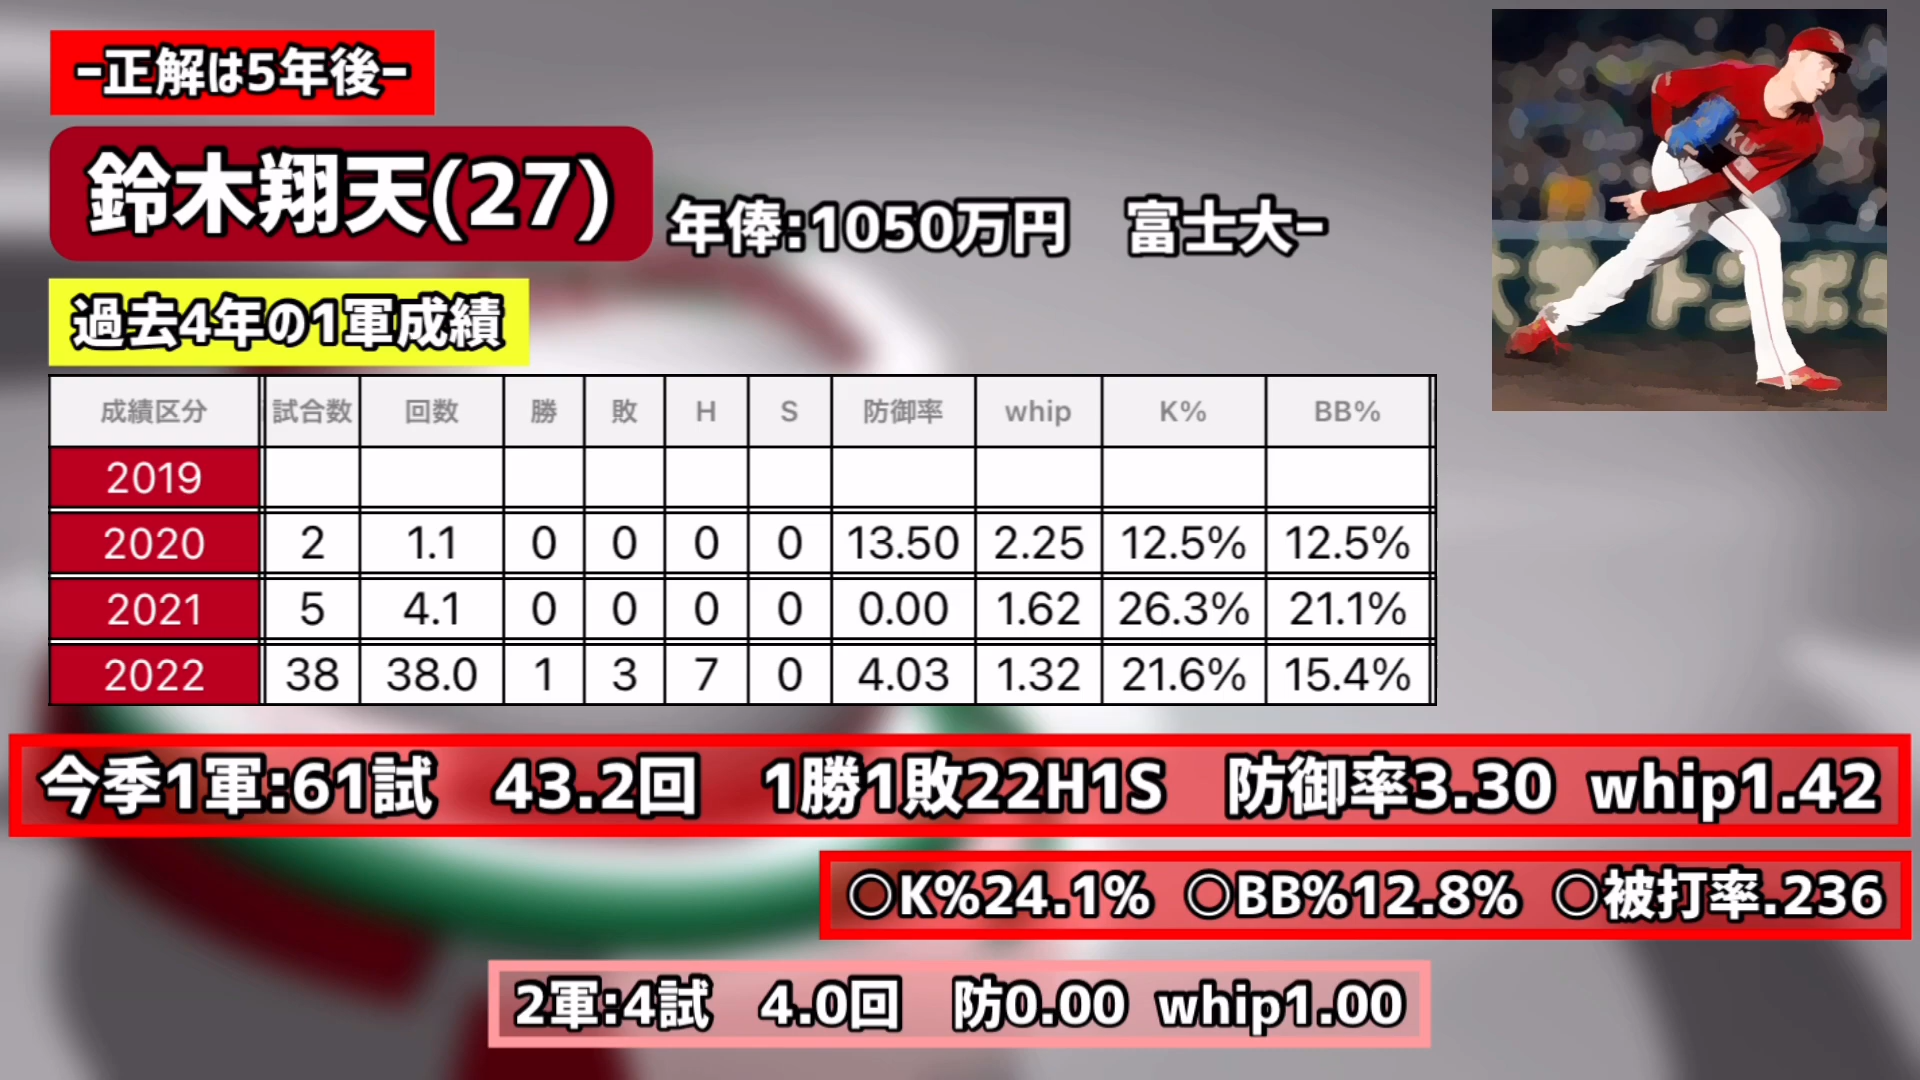 -正解は5年後-
鈴木翔天(27)
年俸:1050万円 富士大-
過去4年の1軍成績
成績区分 試合数 回数 勝 敗 H S 防御率 whip K% BB%
2019
2020 2 1.1 0 0 0 0 13.50 2.25 12.5% 12.5%
2021 5 4.1 0 0 0 0 0.00 1.62 26.3% 21.1%
2022 38 38.0 1 3 7 0 4.03 1.32 21.6% 15.4%
今季1軍:61試 43.2回 1勝1敗22H1S 防御率3.30 whip1.42
○K%24.1% ○BB%12.8% ○被打率.236
2軍:4試 4.0回 防0.00 whip1.00